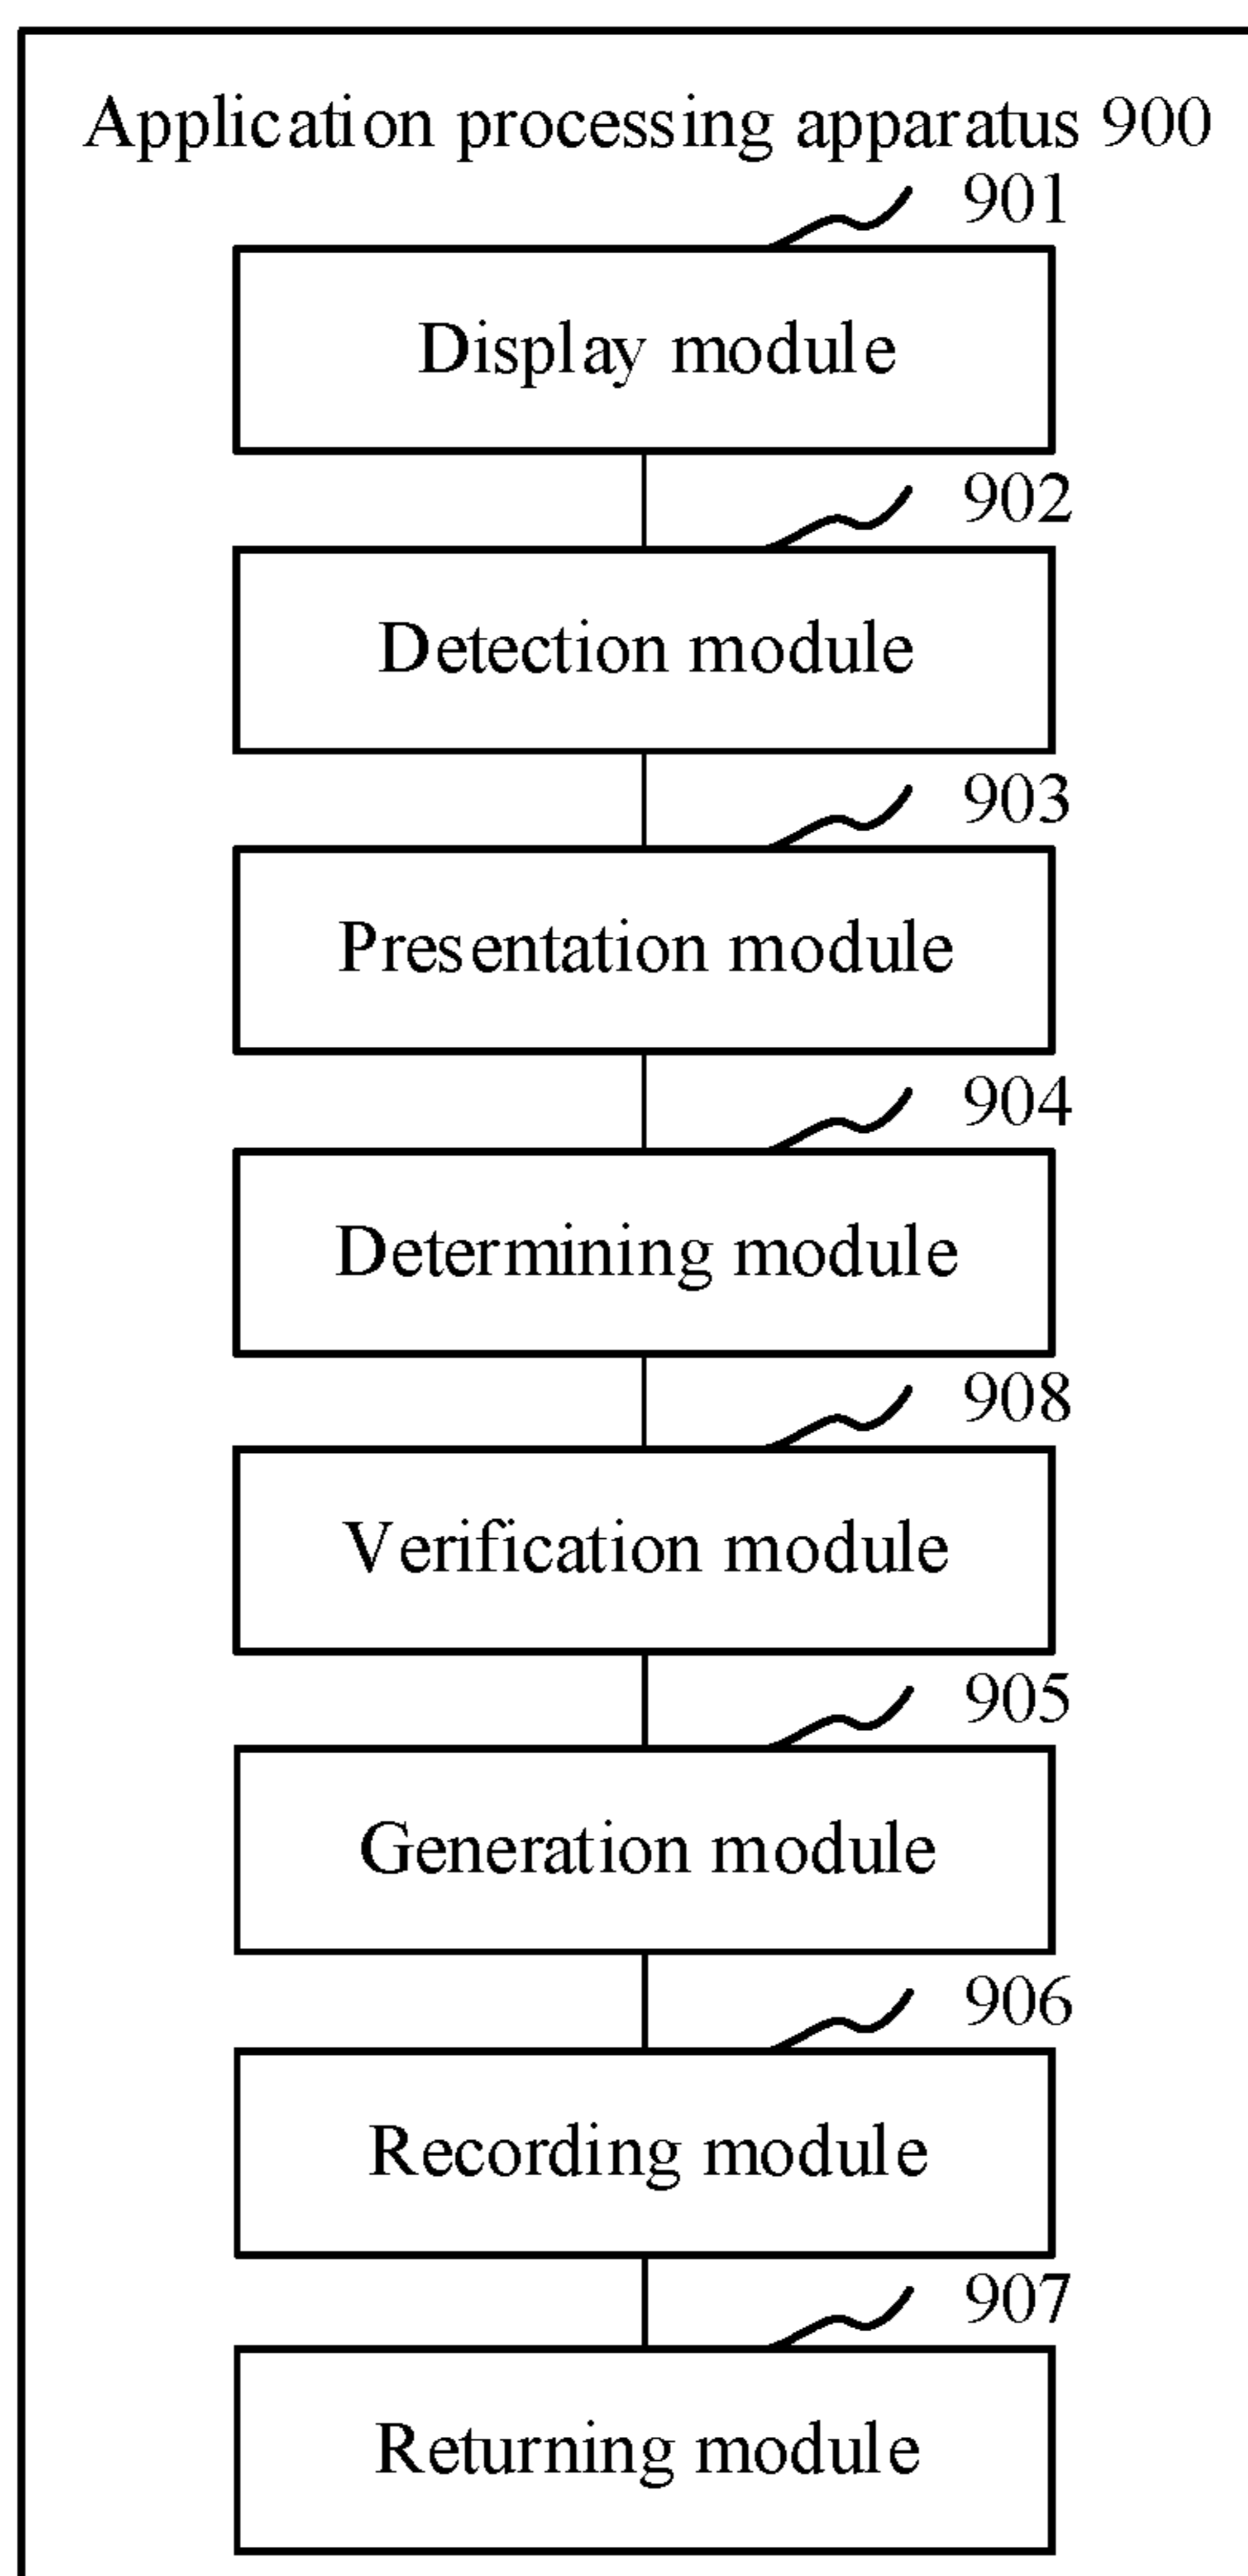 Application processing apparatus 900
901
Display module
902
Detection module
903
Presentation module
904
Determining module
908
Verification module
905
Generation module
906
Recording module
907
Returning module